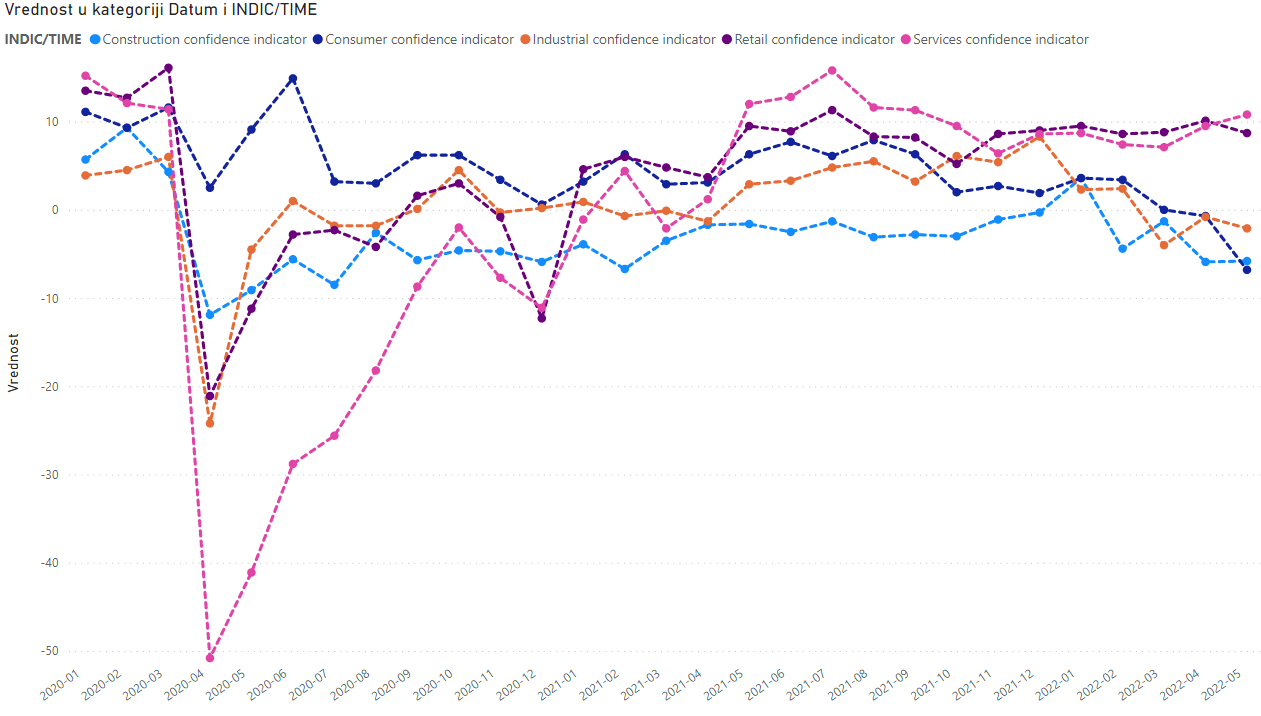 Vrednost u kategoriji Datum i INDIC/TIME
INDIC/TIME Construction confidence indicator Consumer confidence indicator Industrial confidence indicator Retail confidence indicator Services confidence indicator
10
0
-10
-20
-30
-40
-50
Vrednost
2020-01 2020-02 2020-03 2020-04 2020-05 2020-06 2020-07 2020-08 2020-09 2020-10 2020-11 2020-12 2021-01 2021-02 2021-03 2021-04 2021-05 2021-06 2021-07 2021-08 2021-09 2021-10 2021-11 2021-12 2022-01 2022-02 2022-03 2022-04 2022-05